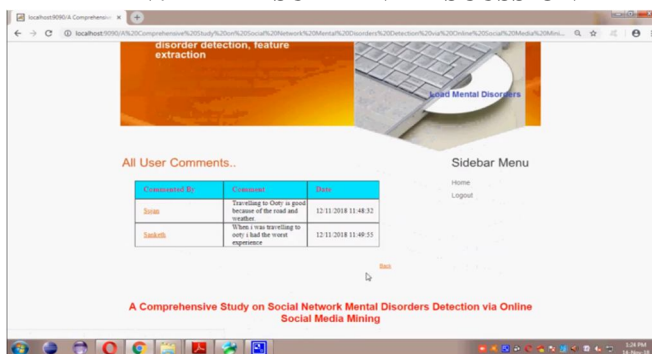 localhost:9090/A Comprehensive
localhost:9090/A%20Comprehensive%20Study%20on%20Social%20Network%20Mental%20Disorders%20Detection%20via%20Online%20Social%20Media%20Mini...
disorder detection, feature
extraction
Load Mental Disorders
All User Comments..
Sidebar Menu
Home
Logout
Commented By Comment Date
Travelling to Ooty is good
because of the road and
weather.
12/11/2018 11:48:32
Sanketh
When i was travelling to
ooty i had the worst
experience
12/11/2018 11:49:55
Back
A Comprehensive Study on Social Network Mental Disorders Detection via Online
Social Media Mining
3:24 PM